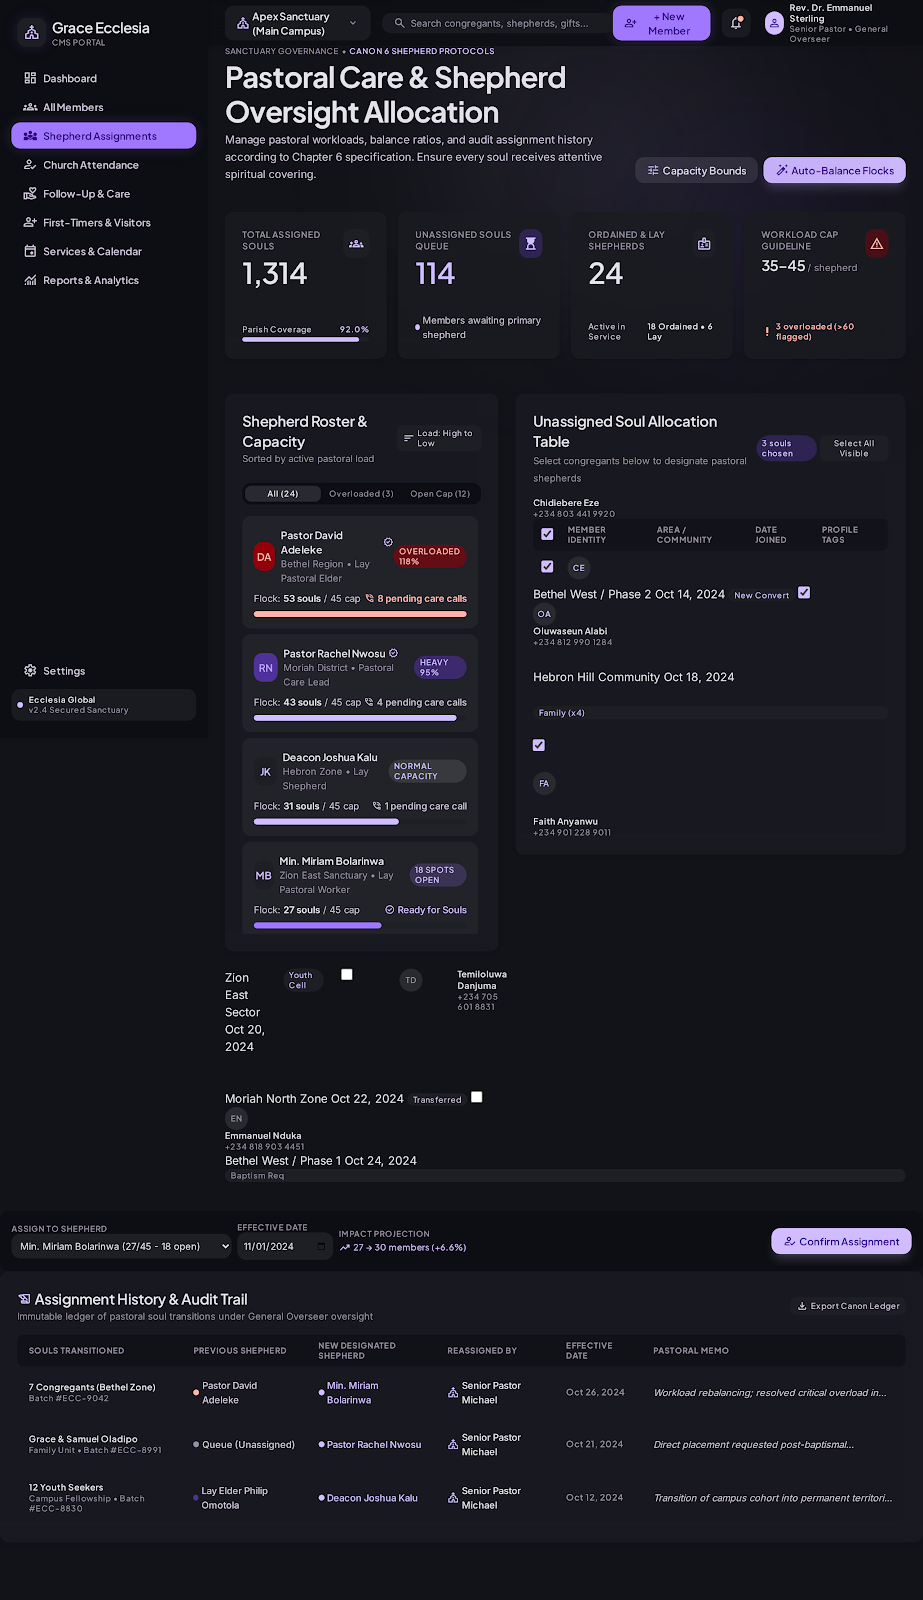 Grace Ecclesia
CMS PORTAL
Dashboard
All Members
Shepherd Assignments
Church Attendance
Follow-Up & Care
First-Timers & Visitors
Services & Calendar
Reports & Analytics
Settings
Ecclesia Global
v2.4 Secured Sanctuary
Apex Sanctuary
(Main Campus)
Search congregants, shepherds, gifts...
+ New
Member
Rev. Dr. Emmanuel
Sterling
Senior Pastor • General
Overseer
SANCTUARY GOVERNANCE • CANON 6 SHEPHERD PROTOCOLS
Pastoral Care & Shepherd
Oversight Allocation
Manage pastoral workloads, balance ratios, and audit assignment history
according to Chapter 6 specification. Ensure every soul receives attentive
spiritual covering.
Capacity Bounds
Auto-Balance Flocks
TOTAL ASSIGNED
SOULS
1,314
Parish Coverage 92.0%
UNASSIGNED SOULS
QUEUE
114
Members awaiting primary
shepherd
ORDAINED & LAY
SHEPHERDS
24
Active in
Service
18 Ordained • 6
Lay
WORKLOAD CAP
GUIDELINE
35–45 / shepherd
3 overloaded (>60
flagged)
Shepherd Roster &
Capacity
Sorted by active pastoral load
Load: High to
Low
All (24) Overloaded (3) Open Cap (12)
DA
Pastor David
Adeleke
Bethel Region • Lay
Pastoral Elder
OVERLOADED
118%
Flock: 53 souls / 45 cap 8 pending care calls
RN
Pastor Rachel Nwosu
Moriah District • Pastoral
Care Lead
HEAVY
95%
Flock: 43 souls / 45 cap 4 pending care calls
JK
Deacon Joshua Kalu
Hebron Zone • Lay
Shepherd
NORMAL
CAPACITY
Flock: 31 souls / 45 cap 1 pending care call
MB
Min. Miriam Bolarinwa
Zion East Sanctuary • Lay
Pastoral Worker
18 SPOTS
OPEN
Flock: 27 souls / 45 cap Ready for Souls
Unassigned Soul Allocation
Table
Select congregants below to designate pastoral
shepherds
3 souls
chosen
Select All
Visible
Chidiebere Eze
+234 803 441 9920
MEMBER
IDENTITY
AREA /
COMMUNITY
DATE
JOINED
PROFILE
TAGS
CE
Bethel West / Phase 2 Oct 14, 2024 New Convert
OA
Oluwaseun Alabi
+234 812 990 1284
Hebron Hill Community Oct 18, 2024
Family (x4)
FA
Faith Anyanwu
+234 901 228 9011
Zion
East
Sector
Oct 20,
2024
Youth
Cell
TD
Temiloluwa
Danjuma
+234 705
601 8831
Moriah North Zone Oct 22, 2024 Transferred
EN
Emmanuel Nduka
+234 818 903 4451
Bethel West / Phase 1 Oct 24, 2024
Baptism Req
ASSIGN TO SHEPHERD
Min. Miriam Bolarinwa (27/45 - 18 open)
EFFECTIVE DATE
11/01/2024
IMPACT PROJECTION
27 → 30 members (+6.6%)
Confirm Assignment
Assignment History & Audit Trail
Immutable ledger of pastoral soul transitions under General Overseer oversight
Export Canon Ledger
SOULS TRANSITIONED
PREVIOUS SHEPHERD
NEW DESIGNATED
SHEPHERD
REASSIGNED BY
EFFECTIVE
DATE
PASTORAL MEMO
7 Congregants (Bethel Zone)
Batch #ECC-9042
Pastor David
Adeleke
Min. Miriam
Bolarinwa
Senior Pastor
Michael
Oct 26, 2024
Workload rebalancing; resolved critical overload in...
Grace & Samuel Oladipo
Family Unit • Batch #ECC-8991
Queue (Unassigned)
Pastor Rachel Nwosu
Senior Pastor
Michael
Oct 21, 2024
Direct placement requested post-baptismal...
12 Youth Seekers
Campus Fellowship • Batch
#ECC-8830
Lay Elder Philip
Omotola
Deacon Joshua Kalu
Senior Pastor
Michael
Oct 12, 2024
Transition of campus cohort into permanent territori...